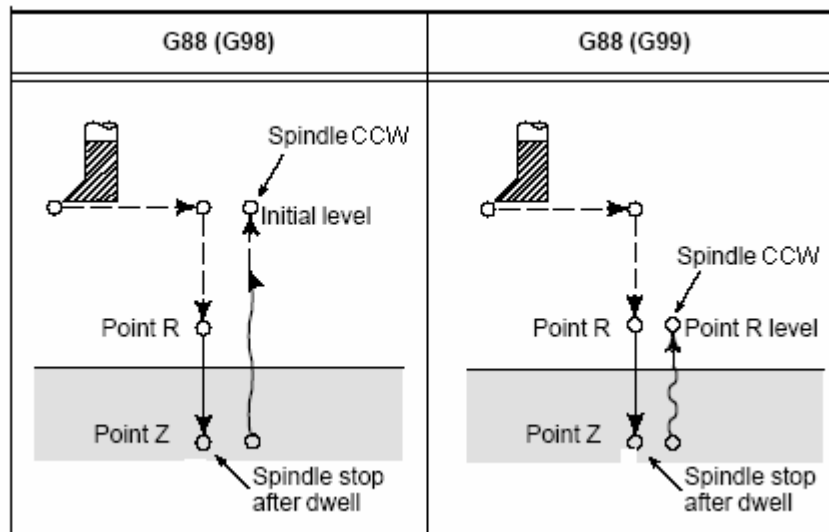 G88 (G98)
G88 (G99)
Spindle CCW
Initial level
Point R
Point Z
Spindle stop
after dwell
Spindle CCW
Point R
Point R level
Point Z
Spindle stop
after dwell